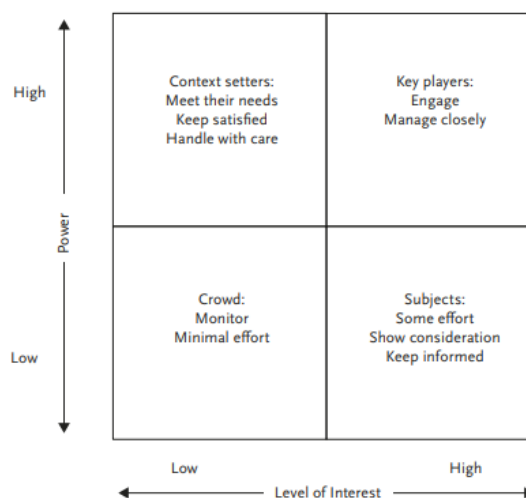 High
Context setters:
Meet their needs
Keep satisfied
Handle with care
Key players:
Engage
Manage closely
Power
Crowd:
Monitor
Minimal effort
Subjects:
Some effort
Show consideration
Keep informed
Low
Low
High
Level of Interest